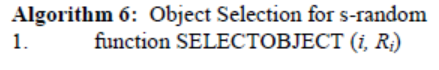 Algorithm 6: Object Selection for s-random
1. function SELECTOBJECT (i, Ri)